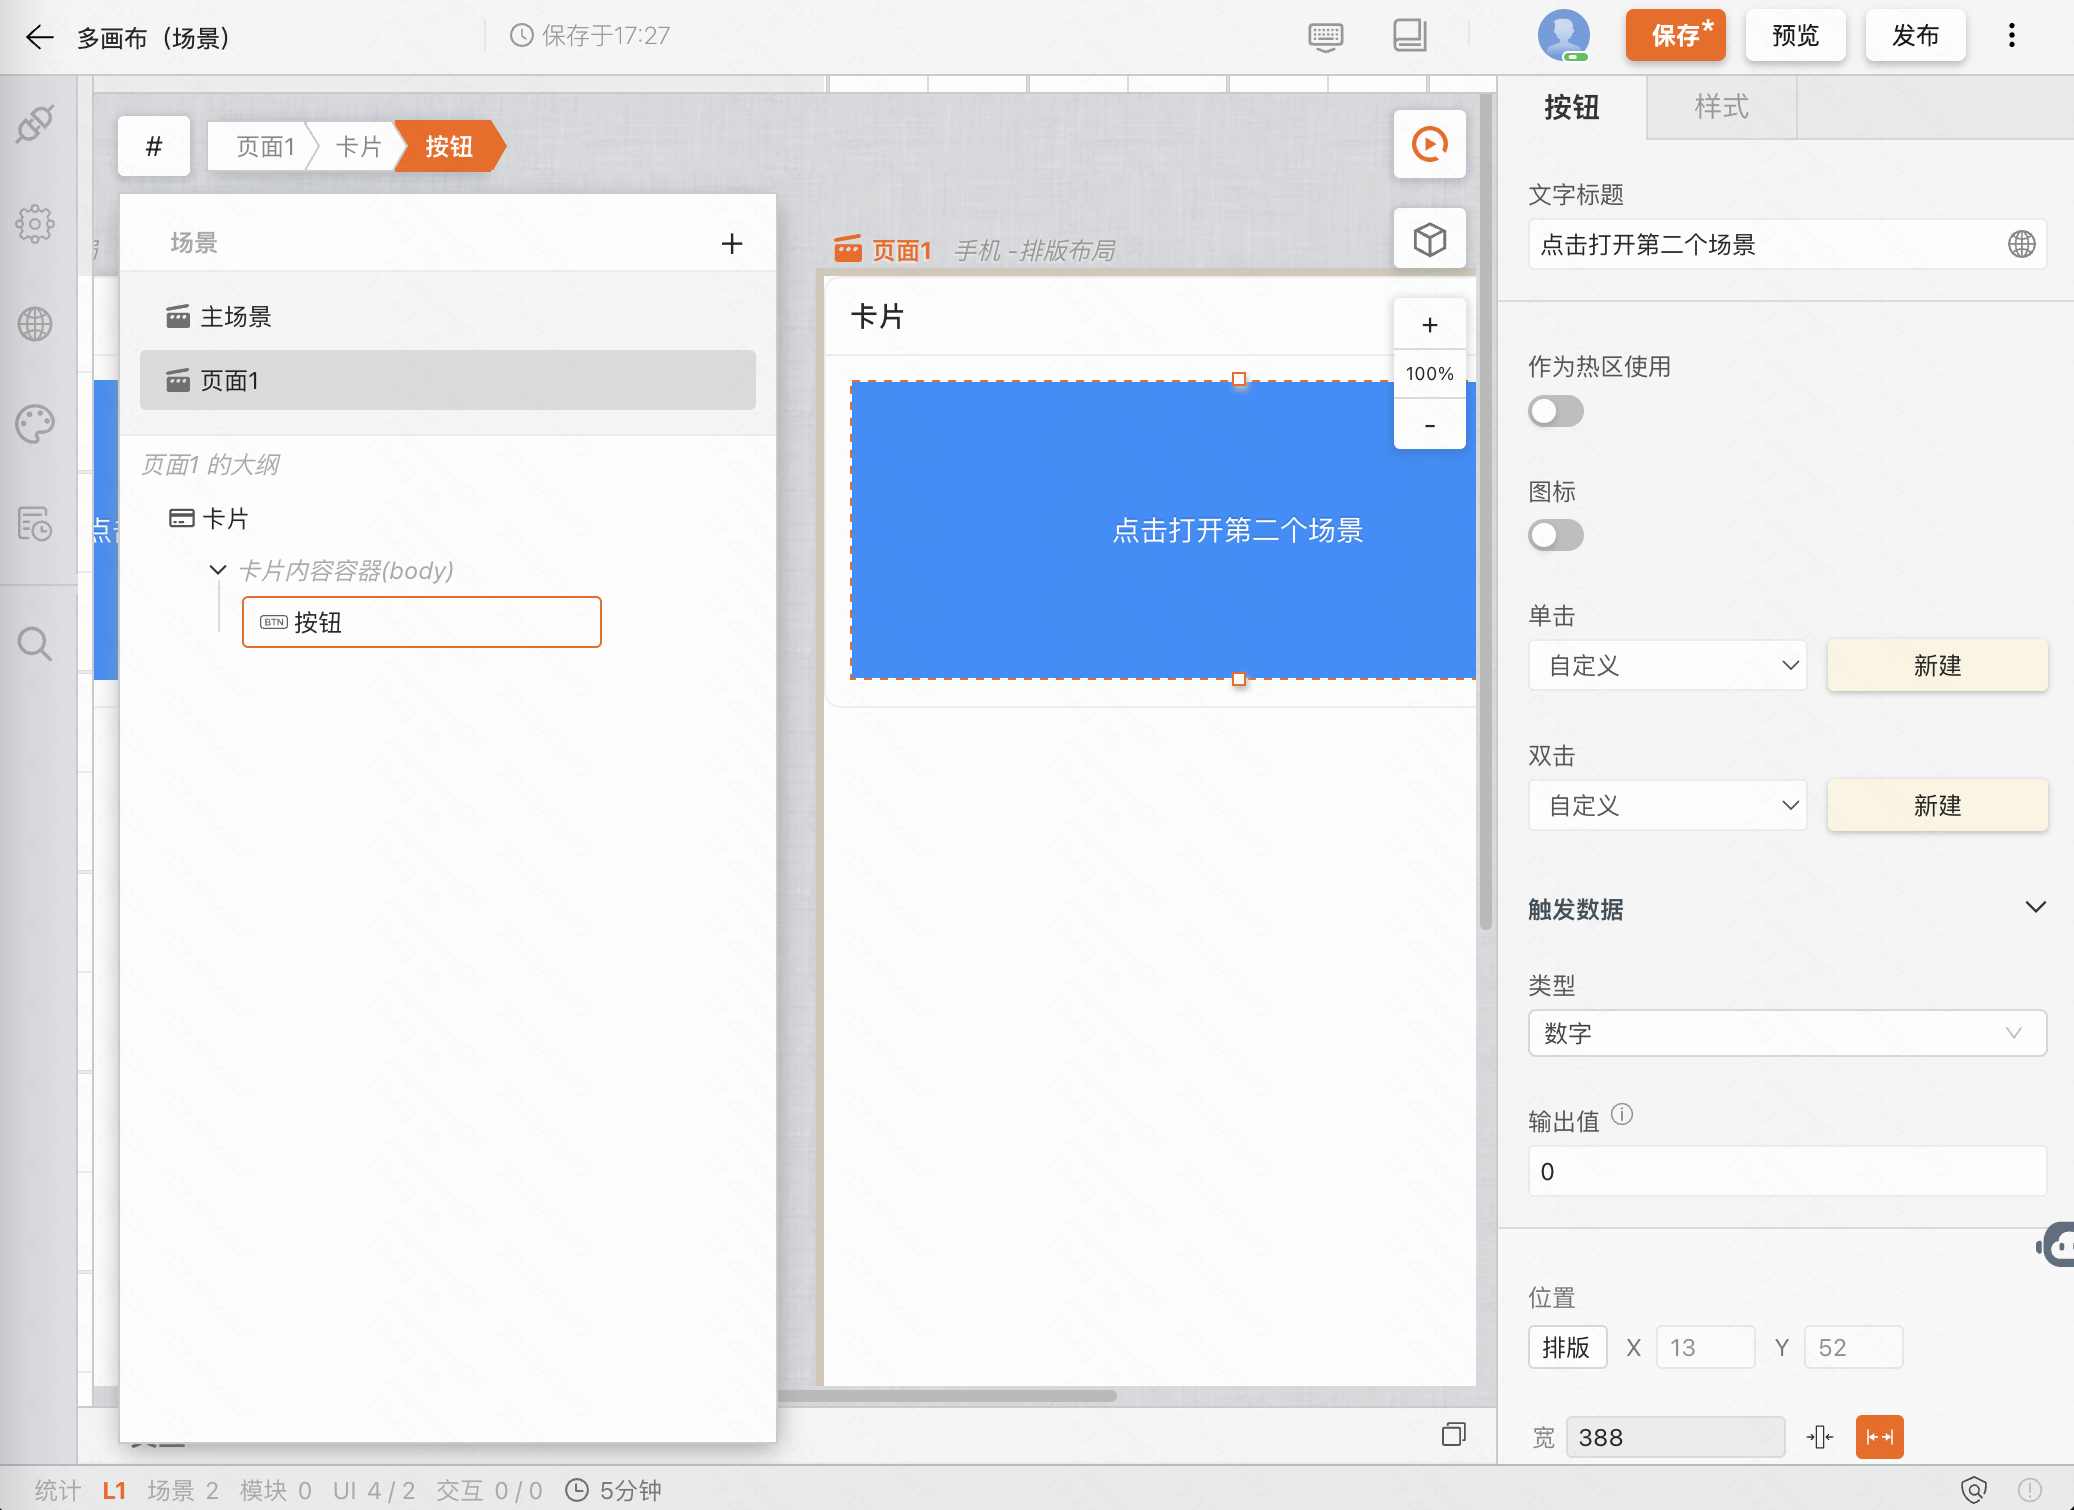 多画布（场景）
保存于17:27
保存*
预览
发布
#
页面1
卡片
按钮
场景
主场景
页面1
页面1 的大纲
卡片
卡片内容容器(body)
BTN 按钮
页面1 手机 -排版布局
卡片
点击打开第二个场景
+
100%
-
按钮
样式
文字标题
点击打开第二个场景
作为热区使用
图标
单击
自定义
新建
双击
自定义
新建
触发数据
类型
数字
输出值
0
位置
排版 X 13 Y 52
宽 388
统计 L1 场景 2 模块 0 UI 4 / 2 交互 0 / 0 5分钟